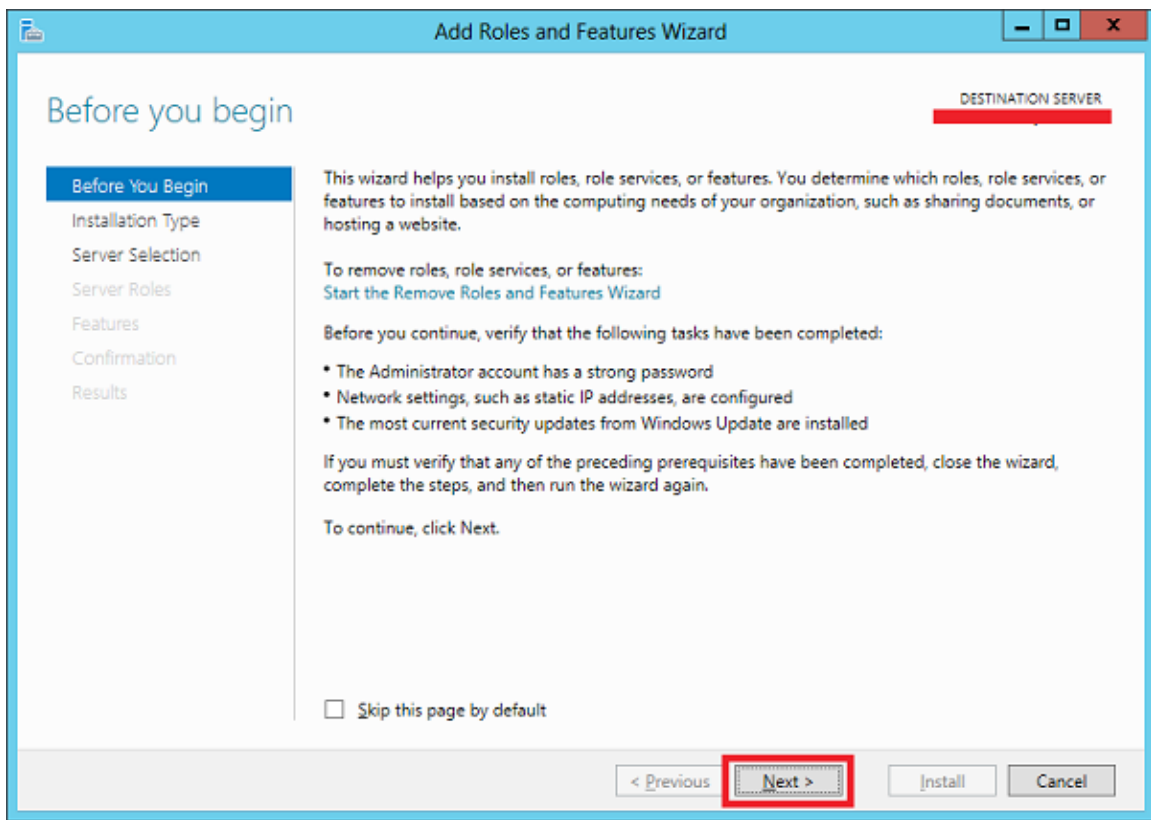 Add Roles and Features Wizard
Before you begin
DESTINATION SERVER
Before You Begin
Installation Type
Server Selection
Server Roles
Features
Confirmation
Results
This wizard helps you install roles, role services, or features. You determine which roles, role services, or
features to install based on the computing needs of your organization, such as sharing documents, or
hosting a website.
To remove roles, role services, or features:
Start the Remove Roles and Features Wizard
Before you continue, verify that the following tasks have been completed:
• The Administrator account has a strong password
• Network settings, such as static IP addresses, are configured
• The most current security updates from Windows Update are installed
If you must verify that any of the preceding prerequisites have been completed, close the wizard,
complete the steps, and then run the wizard again.
To continue, click Next.
Skip this page by default
< Previous
Next >
Install
Cancel